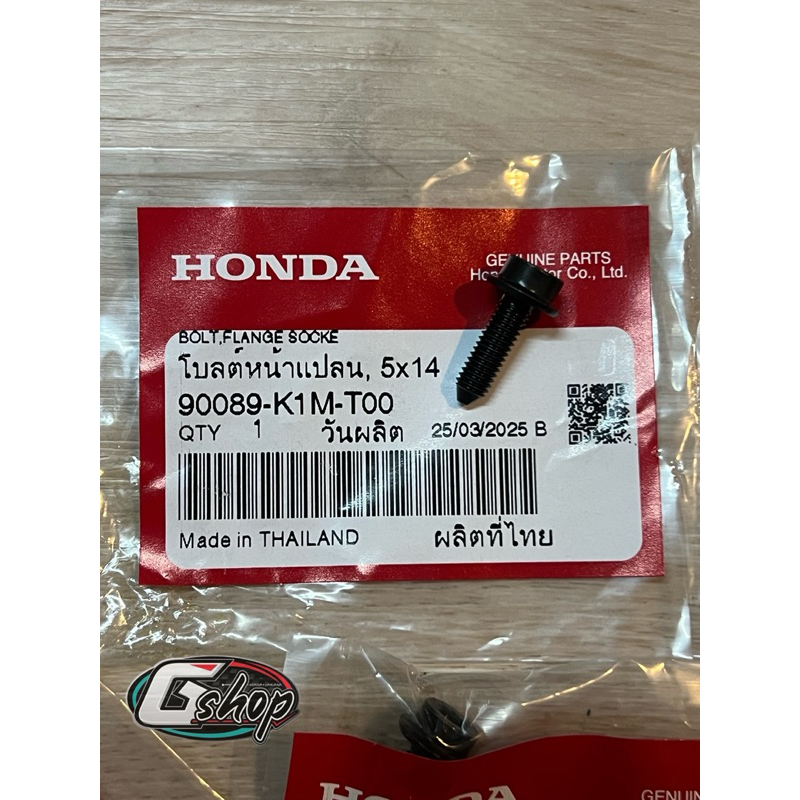 HONDA
GENUINE PARTS
Honda Motor Co., Ltd.
BOLT,FLANGE SOCKE
โบลต์หน้าแปลน, 5x14
90089-K1M-T00
QTY 1 วันผลิต 25/03/2025 B
Made in THAILAND ผลิตที่ไทย
Gshop
HONDA
GENUIN